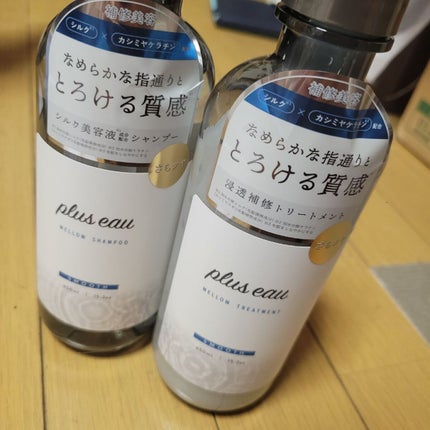 補修美容
シルク
×
カシミヤケラチン
なめらかな指通りと
とろける質感
シルク美容液
シャンプー
plus eau
MELLOW SHAMPOO
SMOOTH
補修美容
シルク
×
カシミヤケラチン
配合
なめらかな指通りと
とろける質感
浸透補修トリートメント
plus eau
MELLOW TREATMENT
SMOOTH